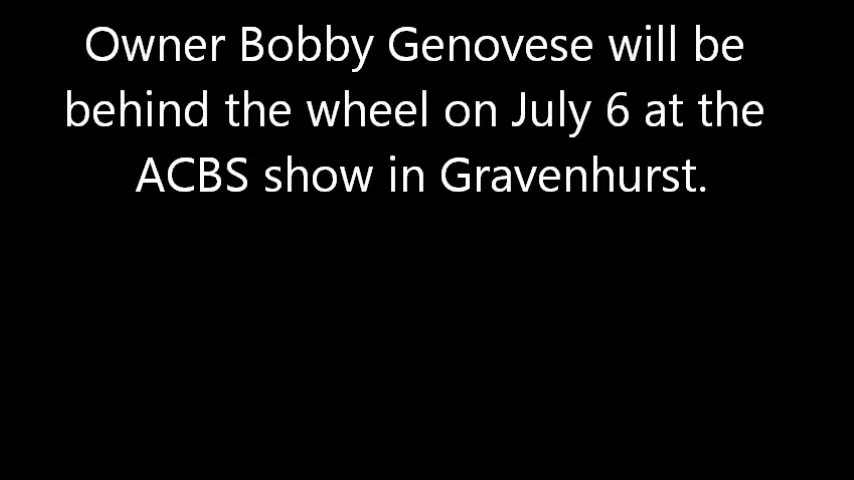 Owner Bobby Genovese will be
behind the wheel on July 6 at the
ACBS show in Gravenhurst.